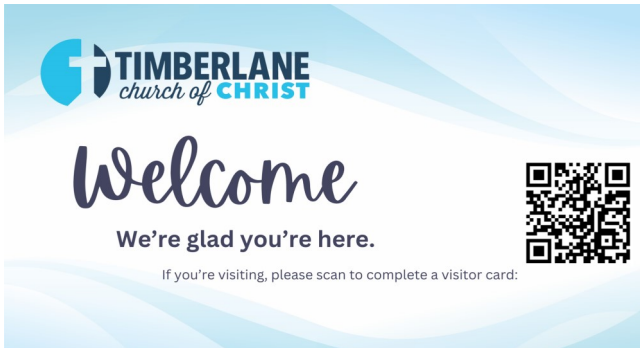 TIMBERLANE
church of CHRIST
Welcome
We're glad you're here.
If you're visiting, please scan to complete a visitor card: